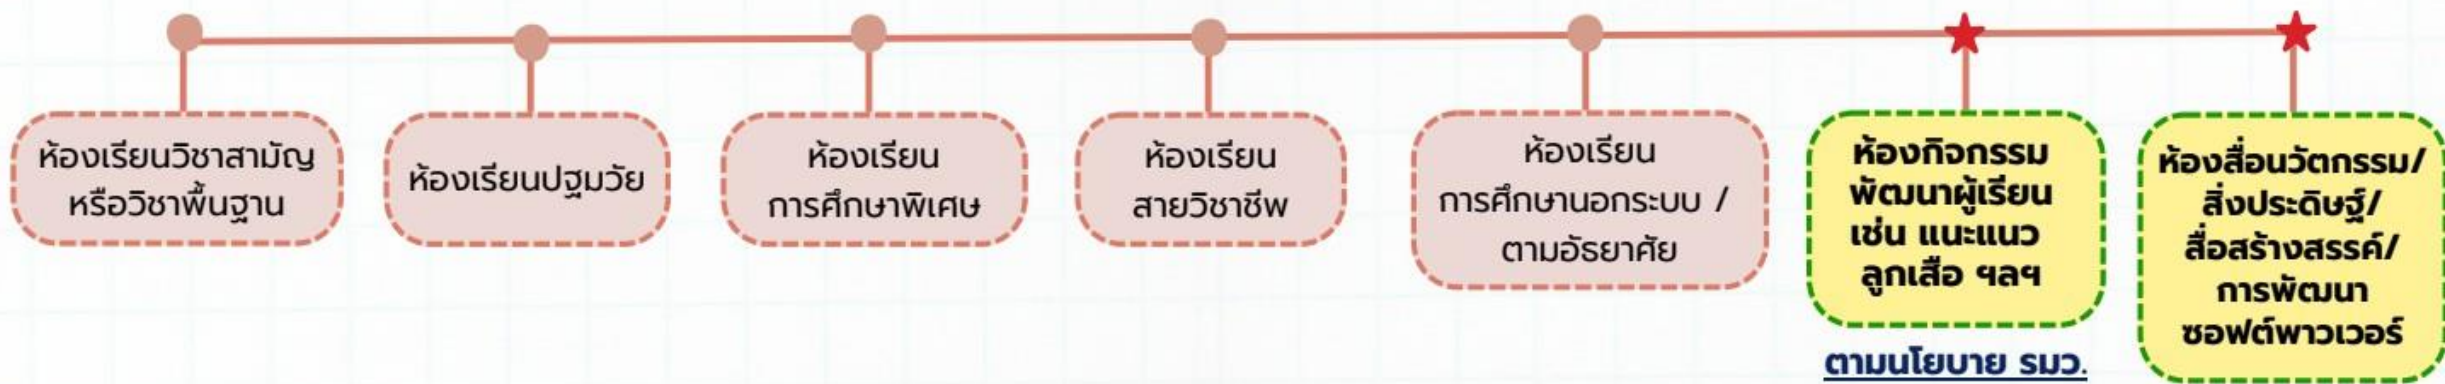 ห้องเรียนวิชาสามัญ
หรือวิชาพื้นฐาน
ห้องเรียนปฐมวัย
ห้องเรียน
การศึกษาพิเศษ
ห้องเรียน
สายวิชาชีพ
ห้องเรียน
การศึกษานอกระบบ /
ตามอัธยาศัย
ห้องกิจกรรม
พัฒนาผู้เรียน
เช่น แนะแนว
ลูกเสือ ฯลฯ
ตามนโยบาย รมว.
ห้องสื่อนวัตกรรม/
สิ่งประดิษฐ์/
สื่อสร้างสรรค์/
การพัฒนา
ซอฟต์พาวเวอร์